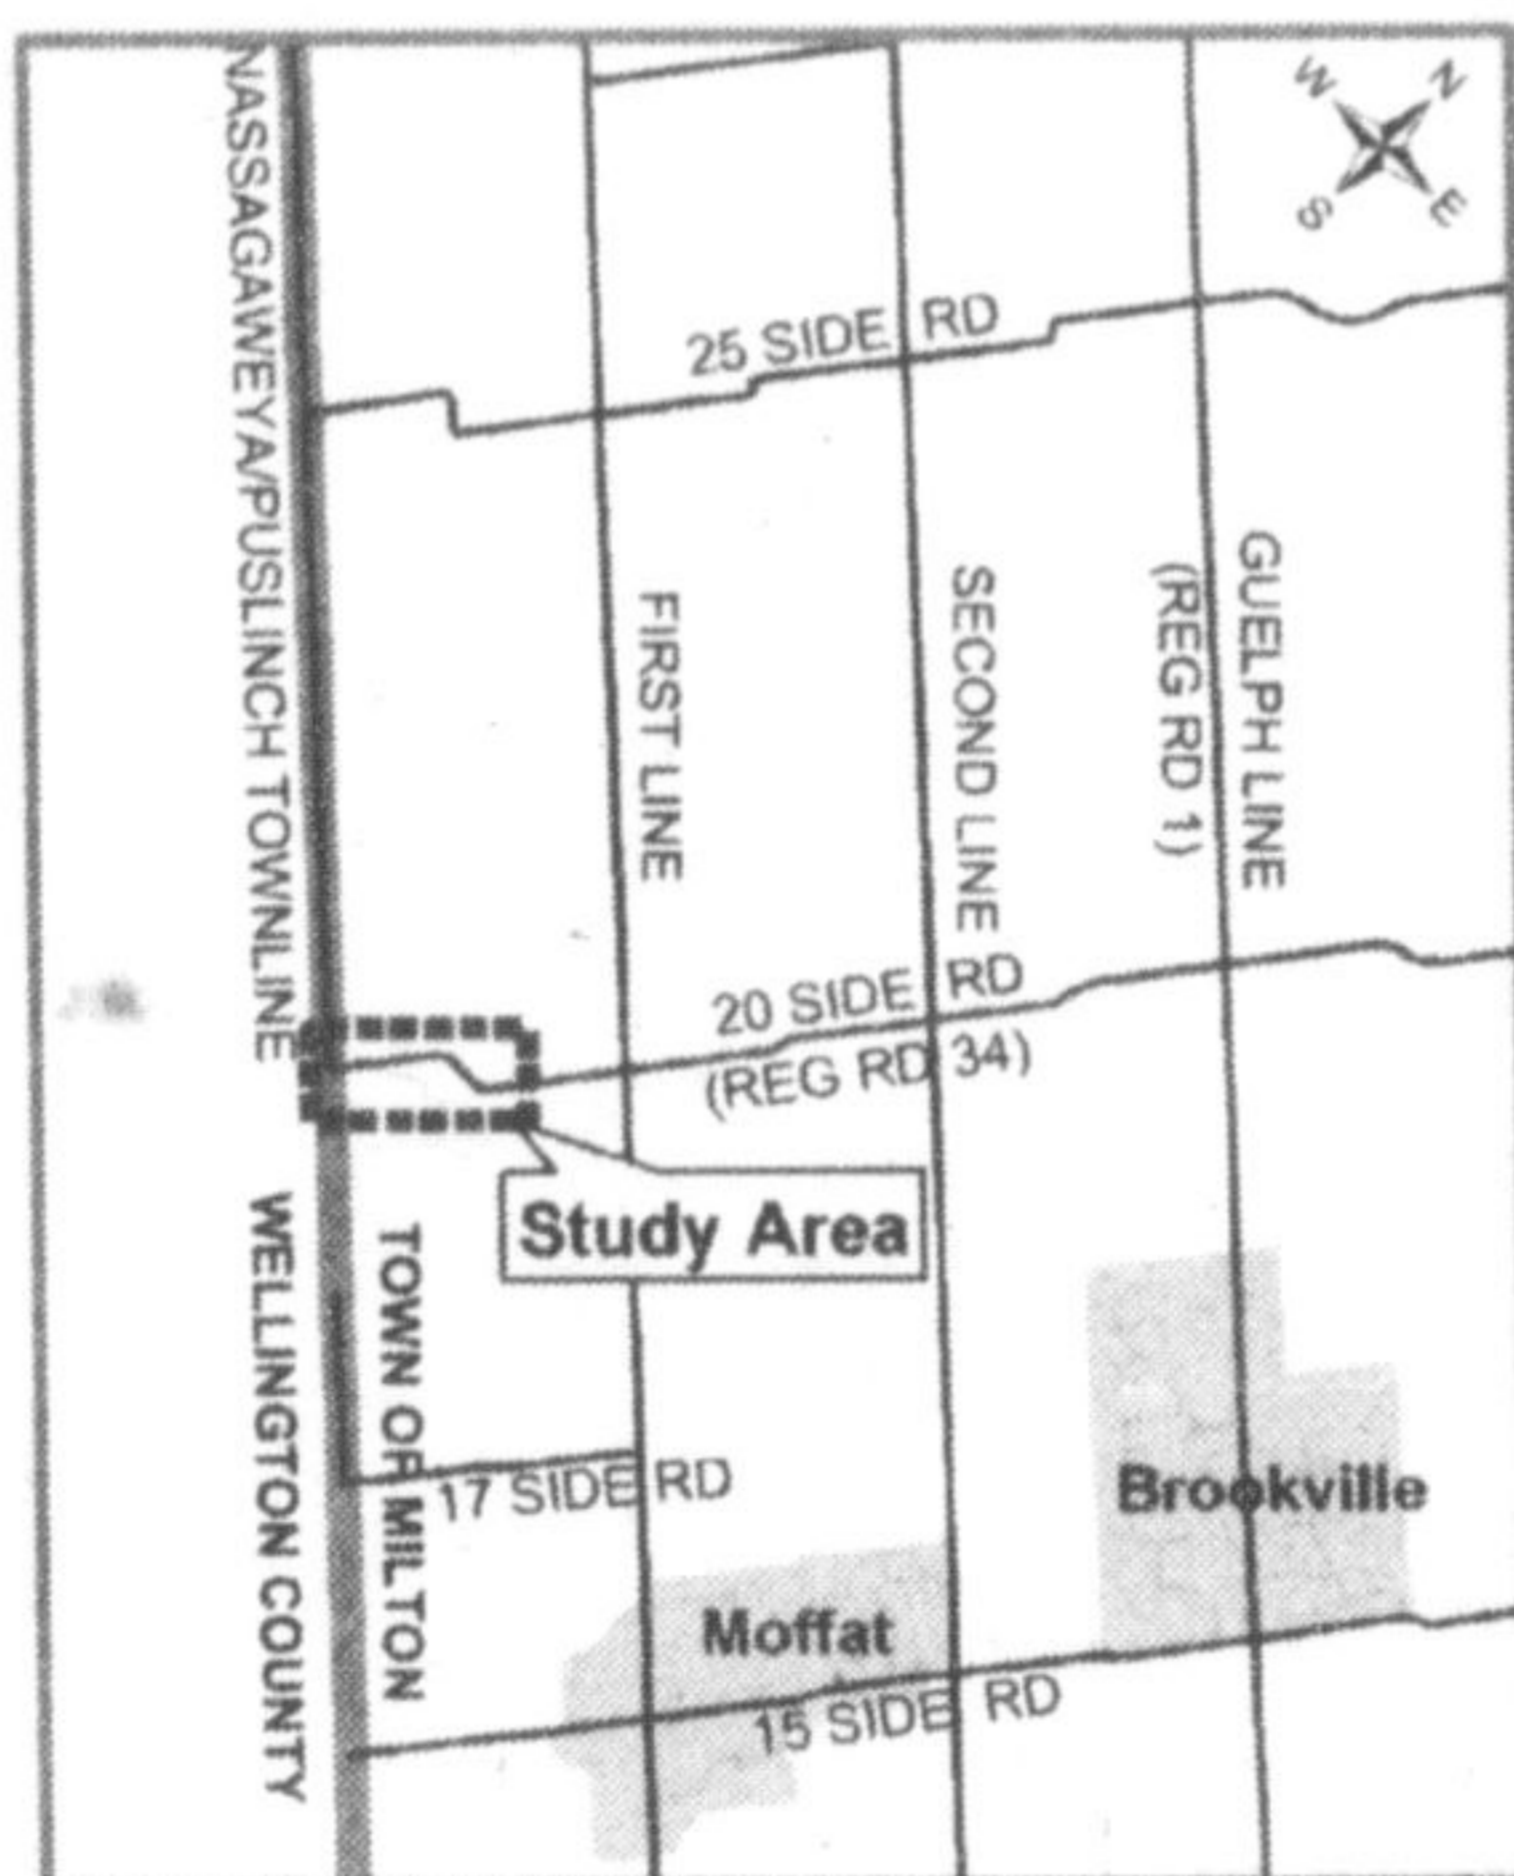 NASSAGAWEYA/PUSLINCH TOWNLINE
W
N
S
E
25 SIDE RD
FIRST LINE
SECOND LINE
GUELPH LINE
(REG RD 1)
20 SIDE RD
(REG RD 34)
Study Area
WELLINGTON COUNTY
TOWN OF MILTON
17 SIDE RD
Brookville
Moffat
15 SIDE RD